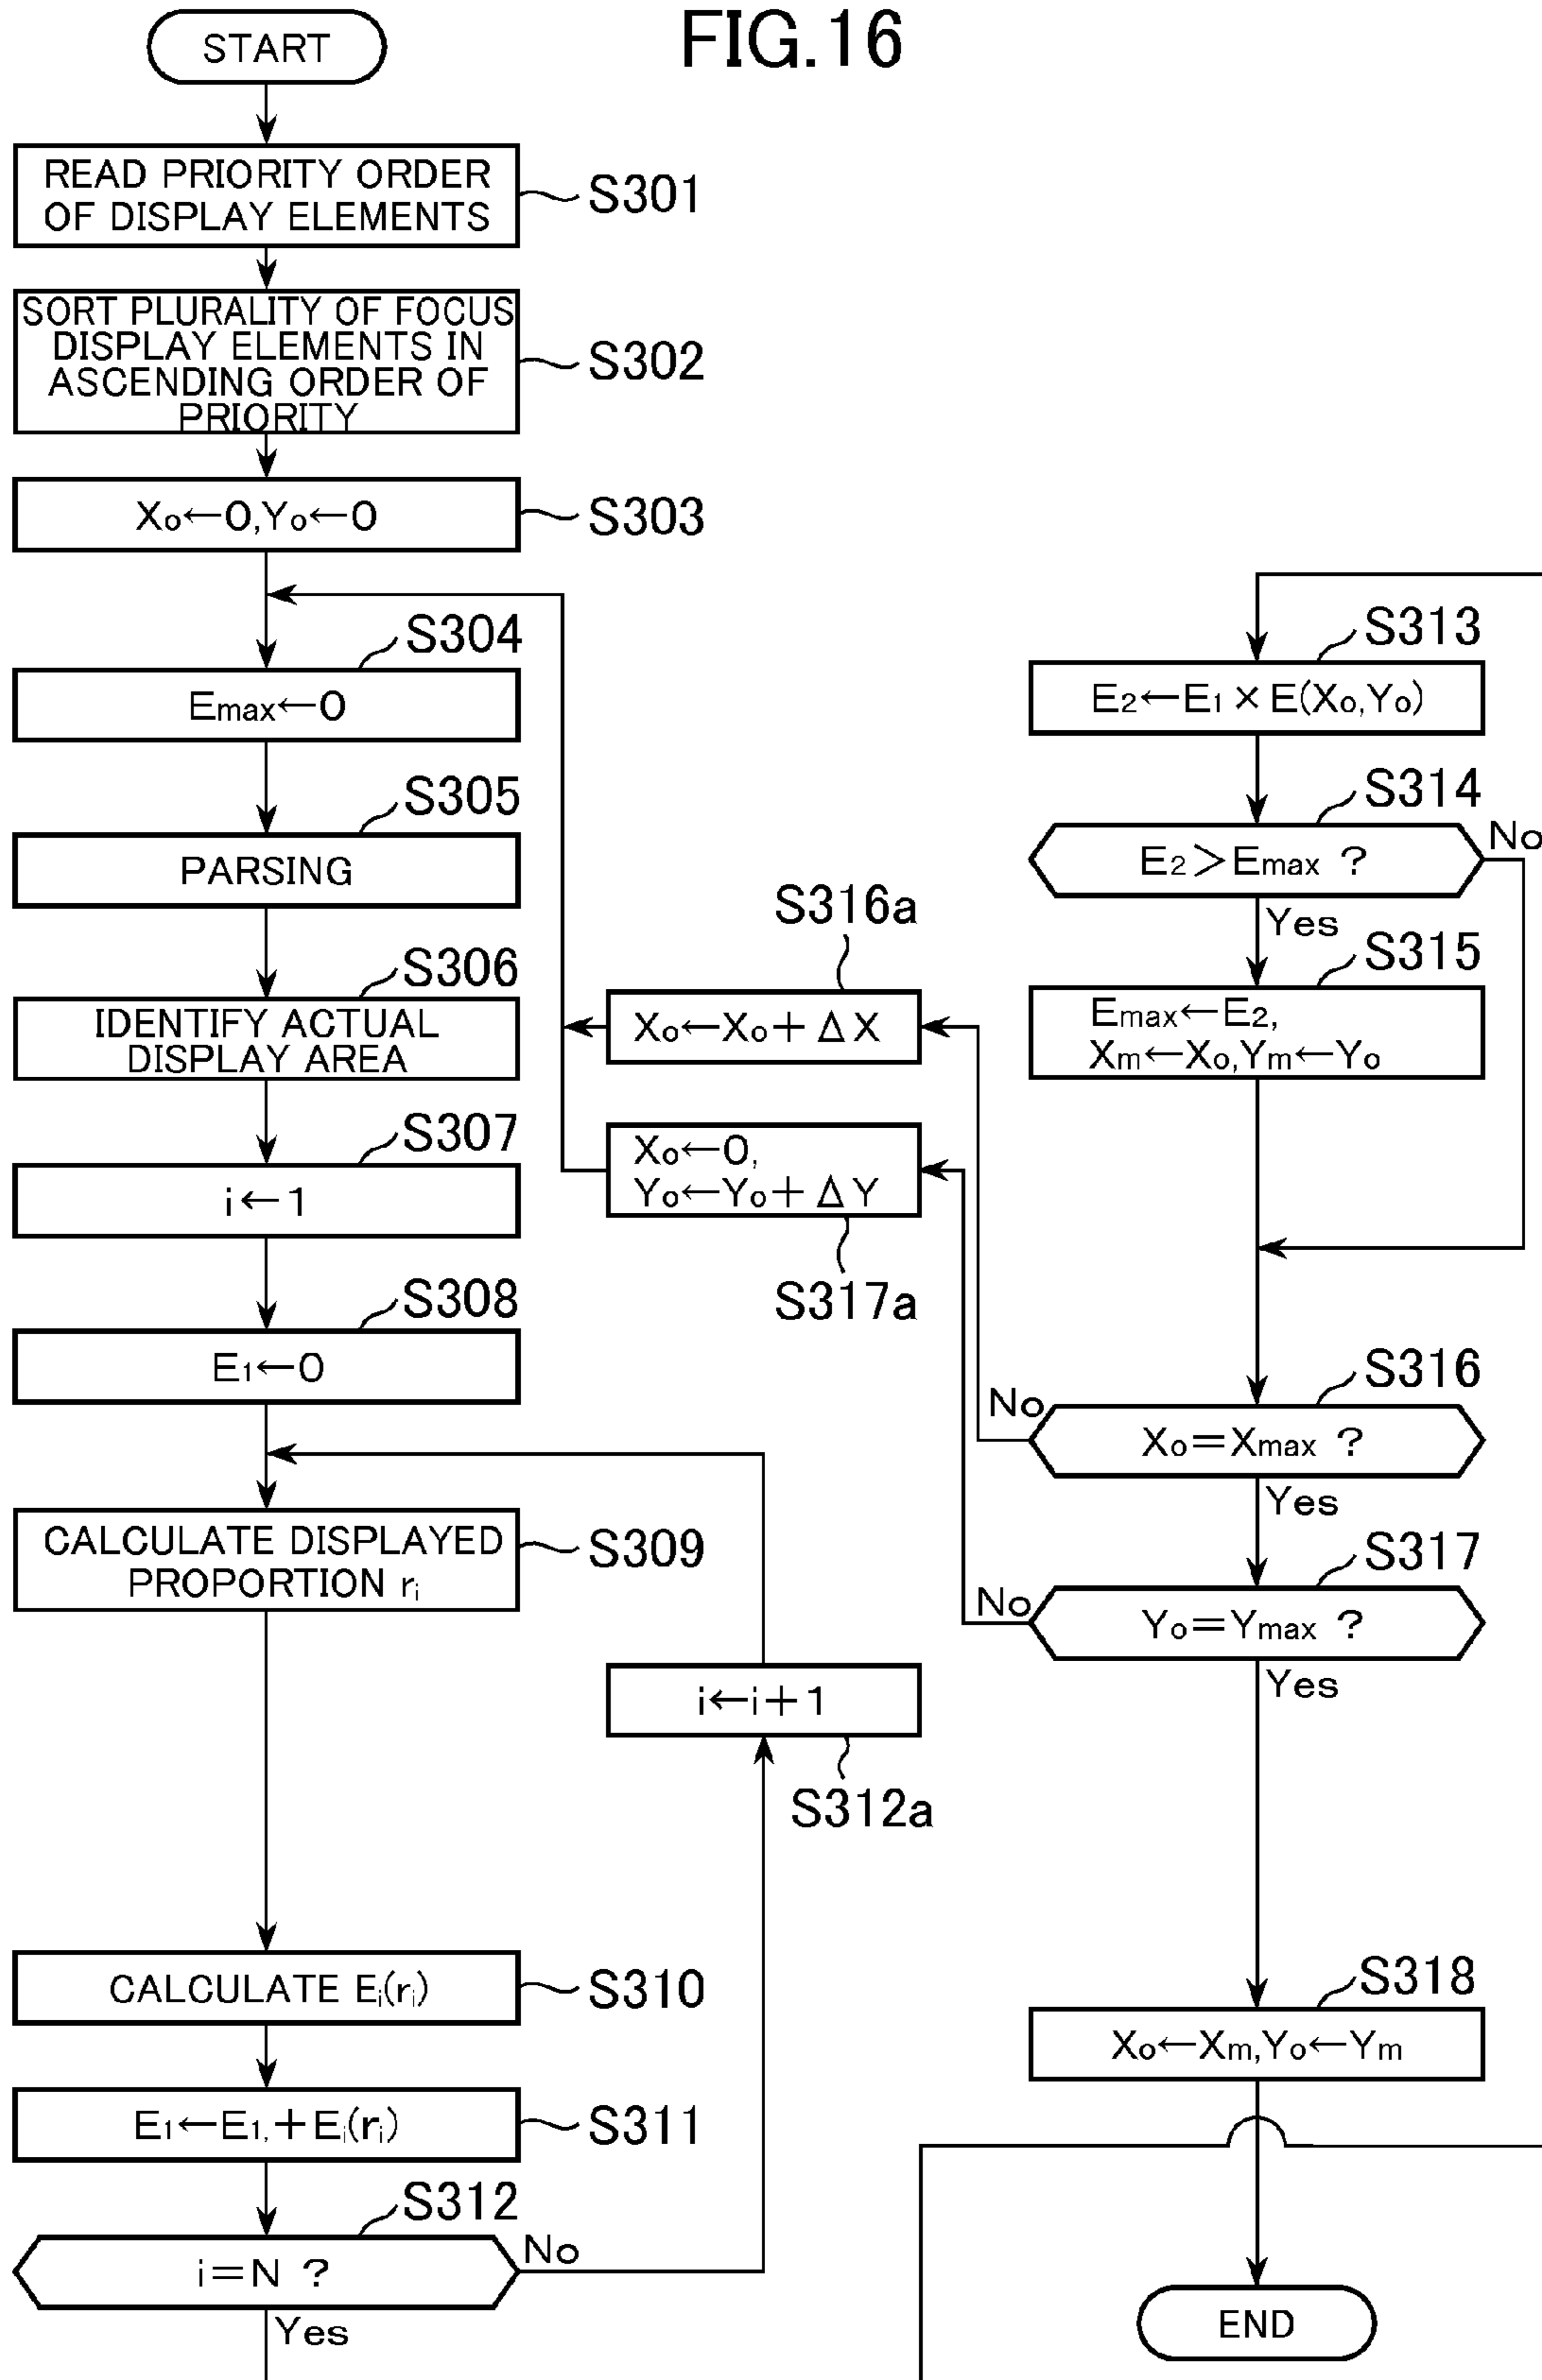 FIG.16
START
READ PRIORITY ORDER
OF DISPLAY ELEMENTS
S301
SORT PLURALITY OF FOCUS
DISPLAY ELEMENTS IN
ASCENDING ORDER OF
PRIORITY
S302
Xo←0,Yo←0
S303
S304
Emax←0
S305
PARSING
S306
IDENTIFY ACTUAL
DISPLAY AREA
S307
i←1
S308
E1←0
CALCULATE DISPLAYED
PROPORTION ri
S309
CALCULATE Ei(ri)
S310
E1←E1,+Ei(ri)
S311
S312
i=N ?
No
Yes
i←i+1
S312a
S316a
Xo←Xo+ΔX
Xo←0,
Yo←Yo+ΔY
S317a
S313
E2←E1×E(Xo,Yo)
S314
E2>Emax ?
No
Yes
S315
Emax←E2,
Xm←Xo,Ym←Yo
S316
Xo=Xmax ?
No
Yes
S317
Yo=Ymax ?
No
Yes
S318
Xo←Xm,Yo←Ym
END